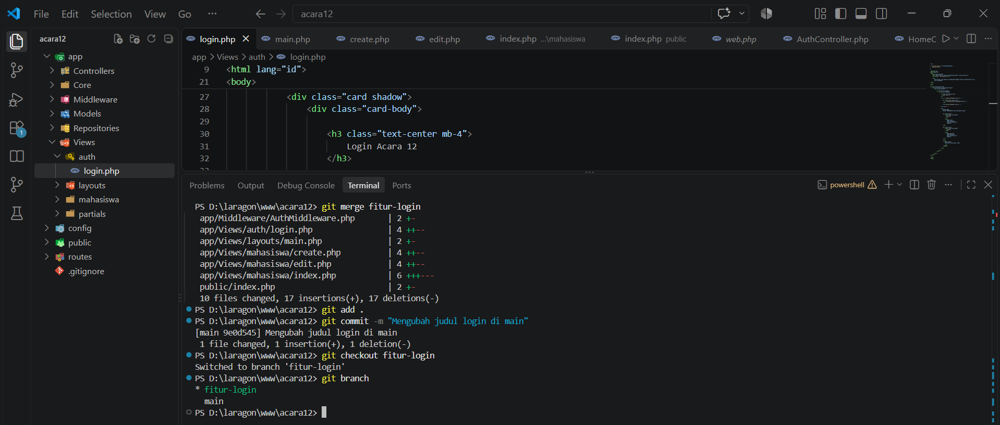 File Edit Selection View Go ··· acara12
acara12
app
Controllers
Core
Middleware
Models
Repositories
Views
auth
login.php
layouts
mahasiswa
partials
config
public
routes
.gitignore
1
login.php main.php create.php edit.php index.php ...\mahasiswa index.php public web.php AuthController.php HomeC
app > Views > auth > login.php
9 <html lang="id">
21 <body>
27 <div class="card shadow">
28 <div class="card-body">
29
30 <h3 class="text-center mb-4">
31 Login Acara 12
32 </h3>
Problems Output Debug Console Terminal Ports powershell
PS D:\laragon\www\acara12> git merge fitur-login
app/Middleware/AuthMiddleware.php | 2 +-
app/Views/auth/login.php | 4 ++--
app/Views/layouts/main.php | 2 +-
app/Views/mahasiswa/create.php | 4 ++--
app/Views/mahasiswa/edit.php | 4 ++--
app/Views/mahasiswa/index.php | 6 +++---
public/index.php | 2 +-
10 files changed, 17 insertions(+), 17 deletions(-)
PS D:\laragon\www\acara12> git add .
PS D:\laragon\www\acara12> git commit -m "Mengubah judul login di main"
[main 9e0d545] Mengubah judul login di main
1 file changed, 1 insertion(+), 1 deletion(-)
PS D:\laragon\www\acara12> git checkout fitur-login
Switched to branch 'fitur-login'
PS D:\laragon\www\acara12> git branch
* fitur-login
main
PS D:\laragon\www\acara12>